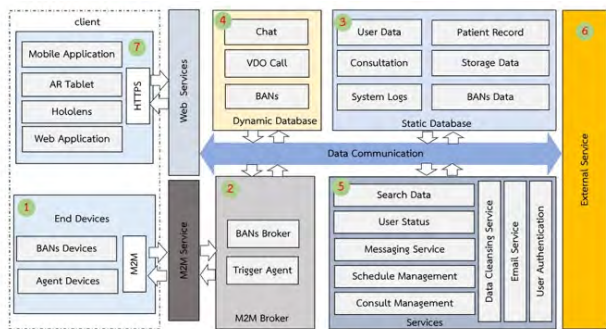 client
7
Mobile Application
AR Tablet
Hololens
Web Application
HTTPS
1
End Devices
BANs Devices
Agent Devices
M2M
Web Services
M2M Service
4
Chat
VDO Call
BANs
Dynamic Database
3
User Data
Patient Record
Consultation
Storage Data
System Logs
BANs Data
Static Database
Data Communication
2
BANs Broker
Trigger Agent
M2M Broker
5
Search Data
User Status
Messaging Service
Schedule Management
Consult Management
Data Cleansing Service
Email Service
User Authentication
Services
6
External Service